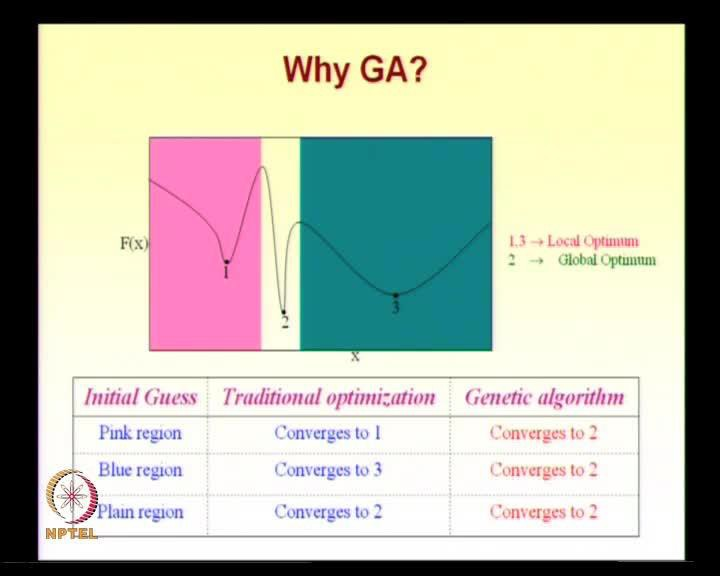 Why GA?
F(x)
1
2
3
x
1,3 → Local Optimum
2 → Global Optimum
Initial Guess Traditional optimization Genetic algorithm
Pink region Converges to 1 Converges to 2
Blue region Converges to 3 Converges to 2
Plain region Converges to 2 Converges to 2
NPTEL